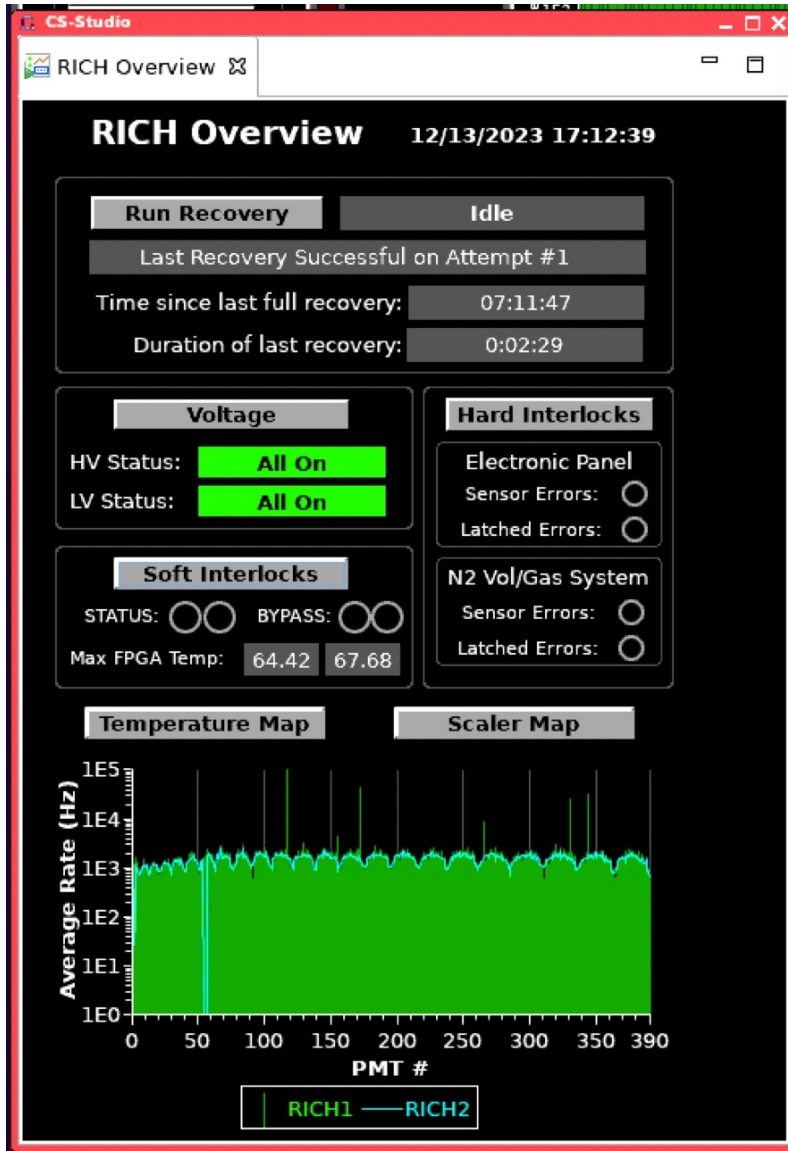 CS-Studio
RICH Overview
RICH Overview 12/13/2023 17:12:39
Run Recovery Idle
Last Recovery Successful on Attempt #1
Time since last full recovery: 07:11:47
Duration of last recovery: 0:02:29
Voltage
HV Status: All On
LV Status: All On
Hard Interlocks
Electronic Panel
Sensor Errors:
Latched Errors:
Soft Interlocks
STATUS: BYPASS:
Max FPGA Temp: 64.42 67.68
N2 Vol/Gas System
Sensor Errors:
Latched Errors:
Temperature Map Scaler Map
Average Rate (Hz)
1E5
1E4
1E3
1E2
1E1
1E0
0 50 100 150 200 250 300 350 390
PMT #
RICH1 RICH2